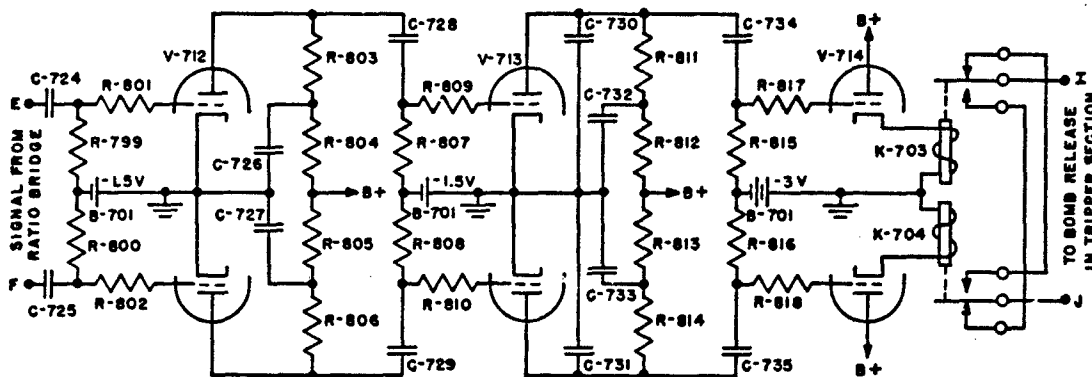 C-728
C-730
C-734
B+
V-712
R-803
V-713
R-811
V-714
C-724
R-801
R-809
R-817
E
I
C-732
R-799
R-804
R-807
R-812
R-815
K-703
C-726
SIGNAL FROM
RATIO BRIDGE
-1.5V
B+
-1.5V
B+
-3V
TO BOMB RELEASE
IN TRIPPER JECTION
B-701
C-727
B-701
B-701
R-800
R-805
R-808
R-813
R-816
K-704
F
J
C-733
C-725
R-802
R-806
R-810
R-814
R-818
C-729
C-731
C-735
B+